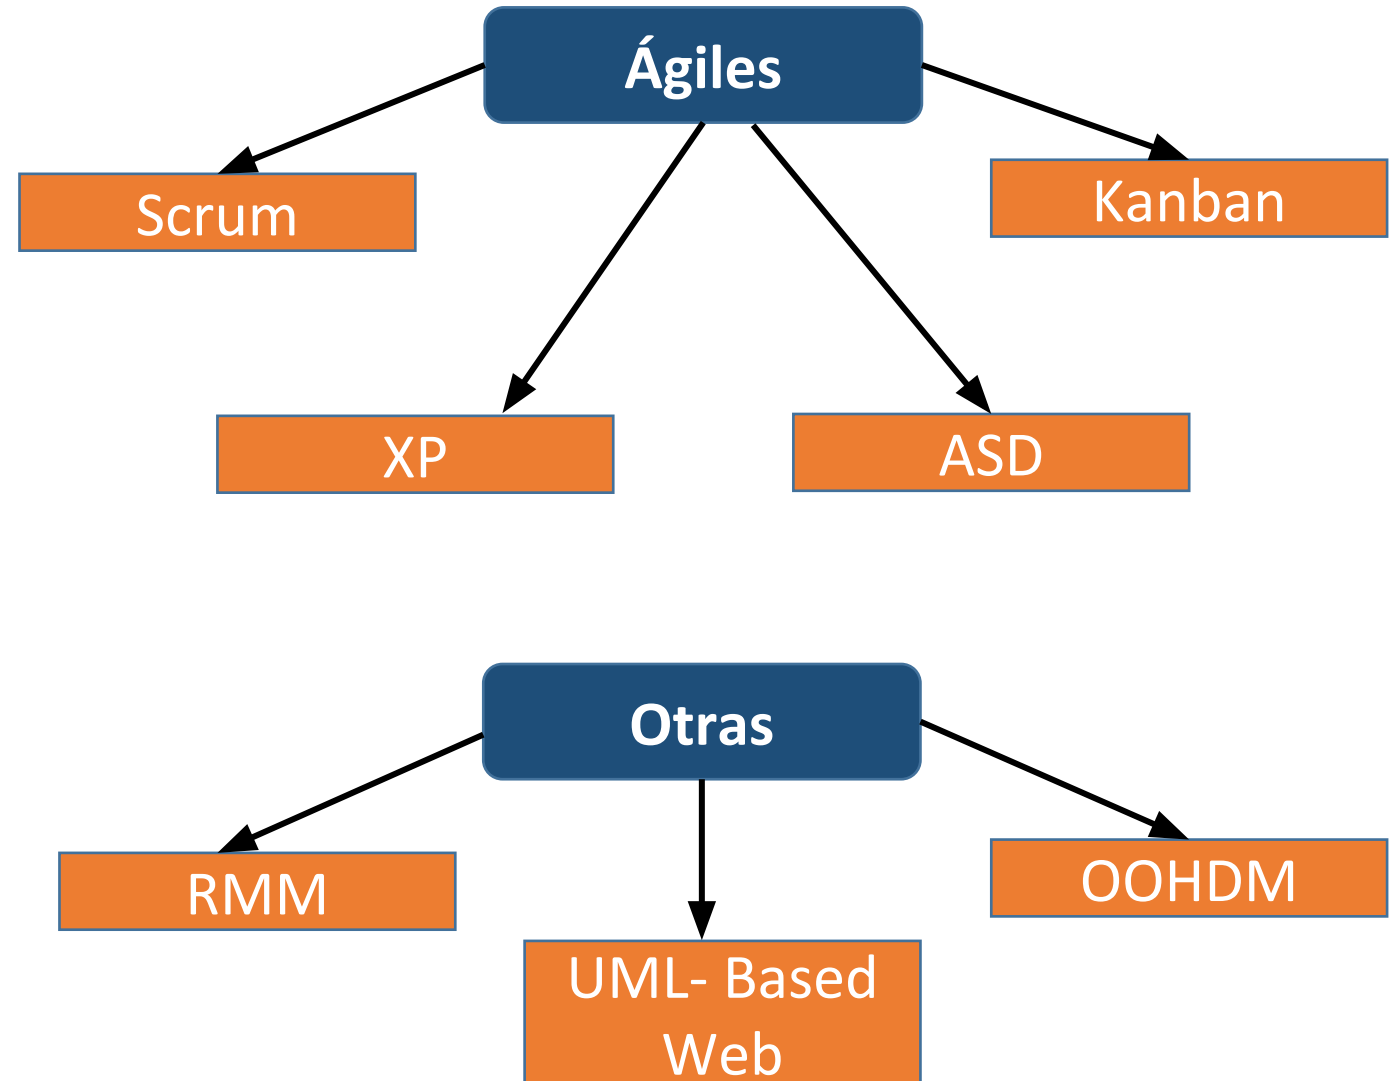 Ágiles
Scrum
Kanban
XP
ASD
Otras
RMM
OOHDM
UML- Based
Web